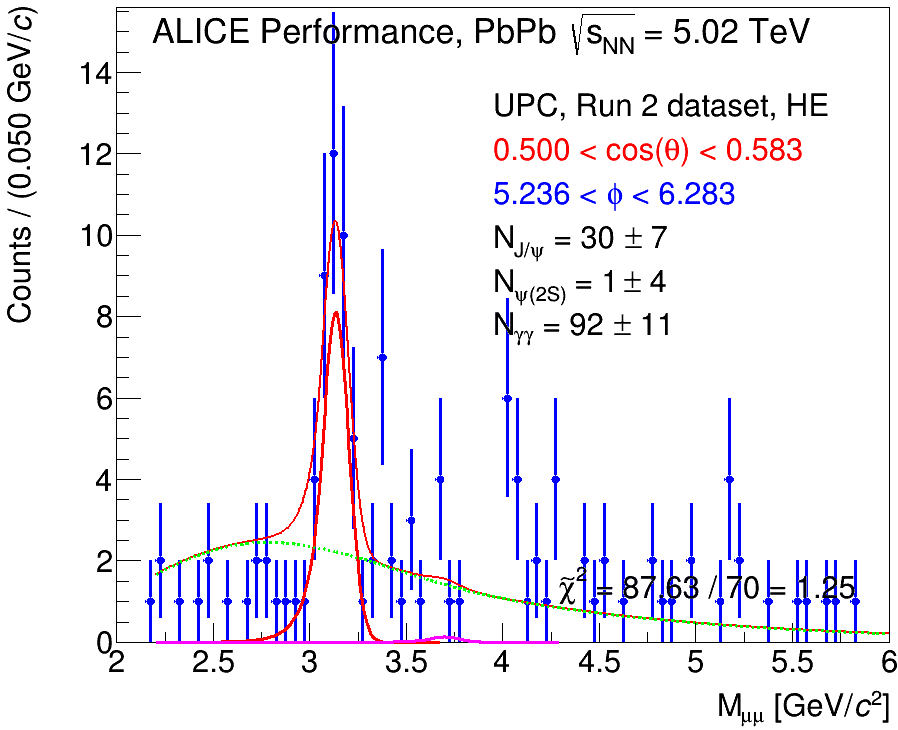 ALICE Performance, PbPb √sNN = 5.02 TeV
UPC, Run 2 dataset, HE
0.500 < cos(θ) < 0.583
5.236 < ϕ < 6.283
NJ/ψ = 30 ± 7
Nψ(2S) = 1 ± 4
Nγγ = 92 ± 11
χ̃² = 87.63 / 70 = 1.25
Counts / (0.050 GeV/c)
14
12
10
8
6
4
2
0
2 2.5 3 3.5 4 4.5 5 5.5 6
Mμμ [GeV/c²]